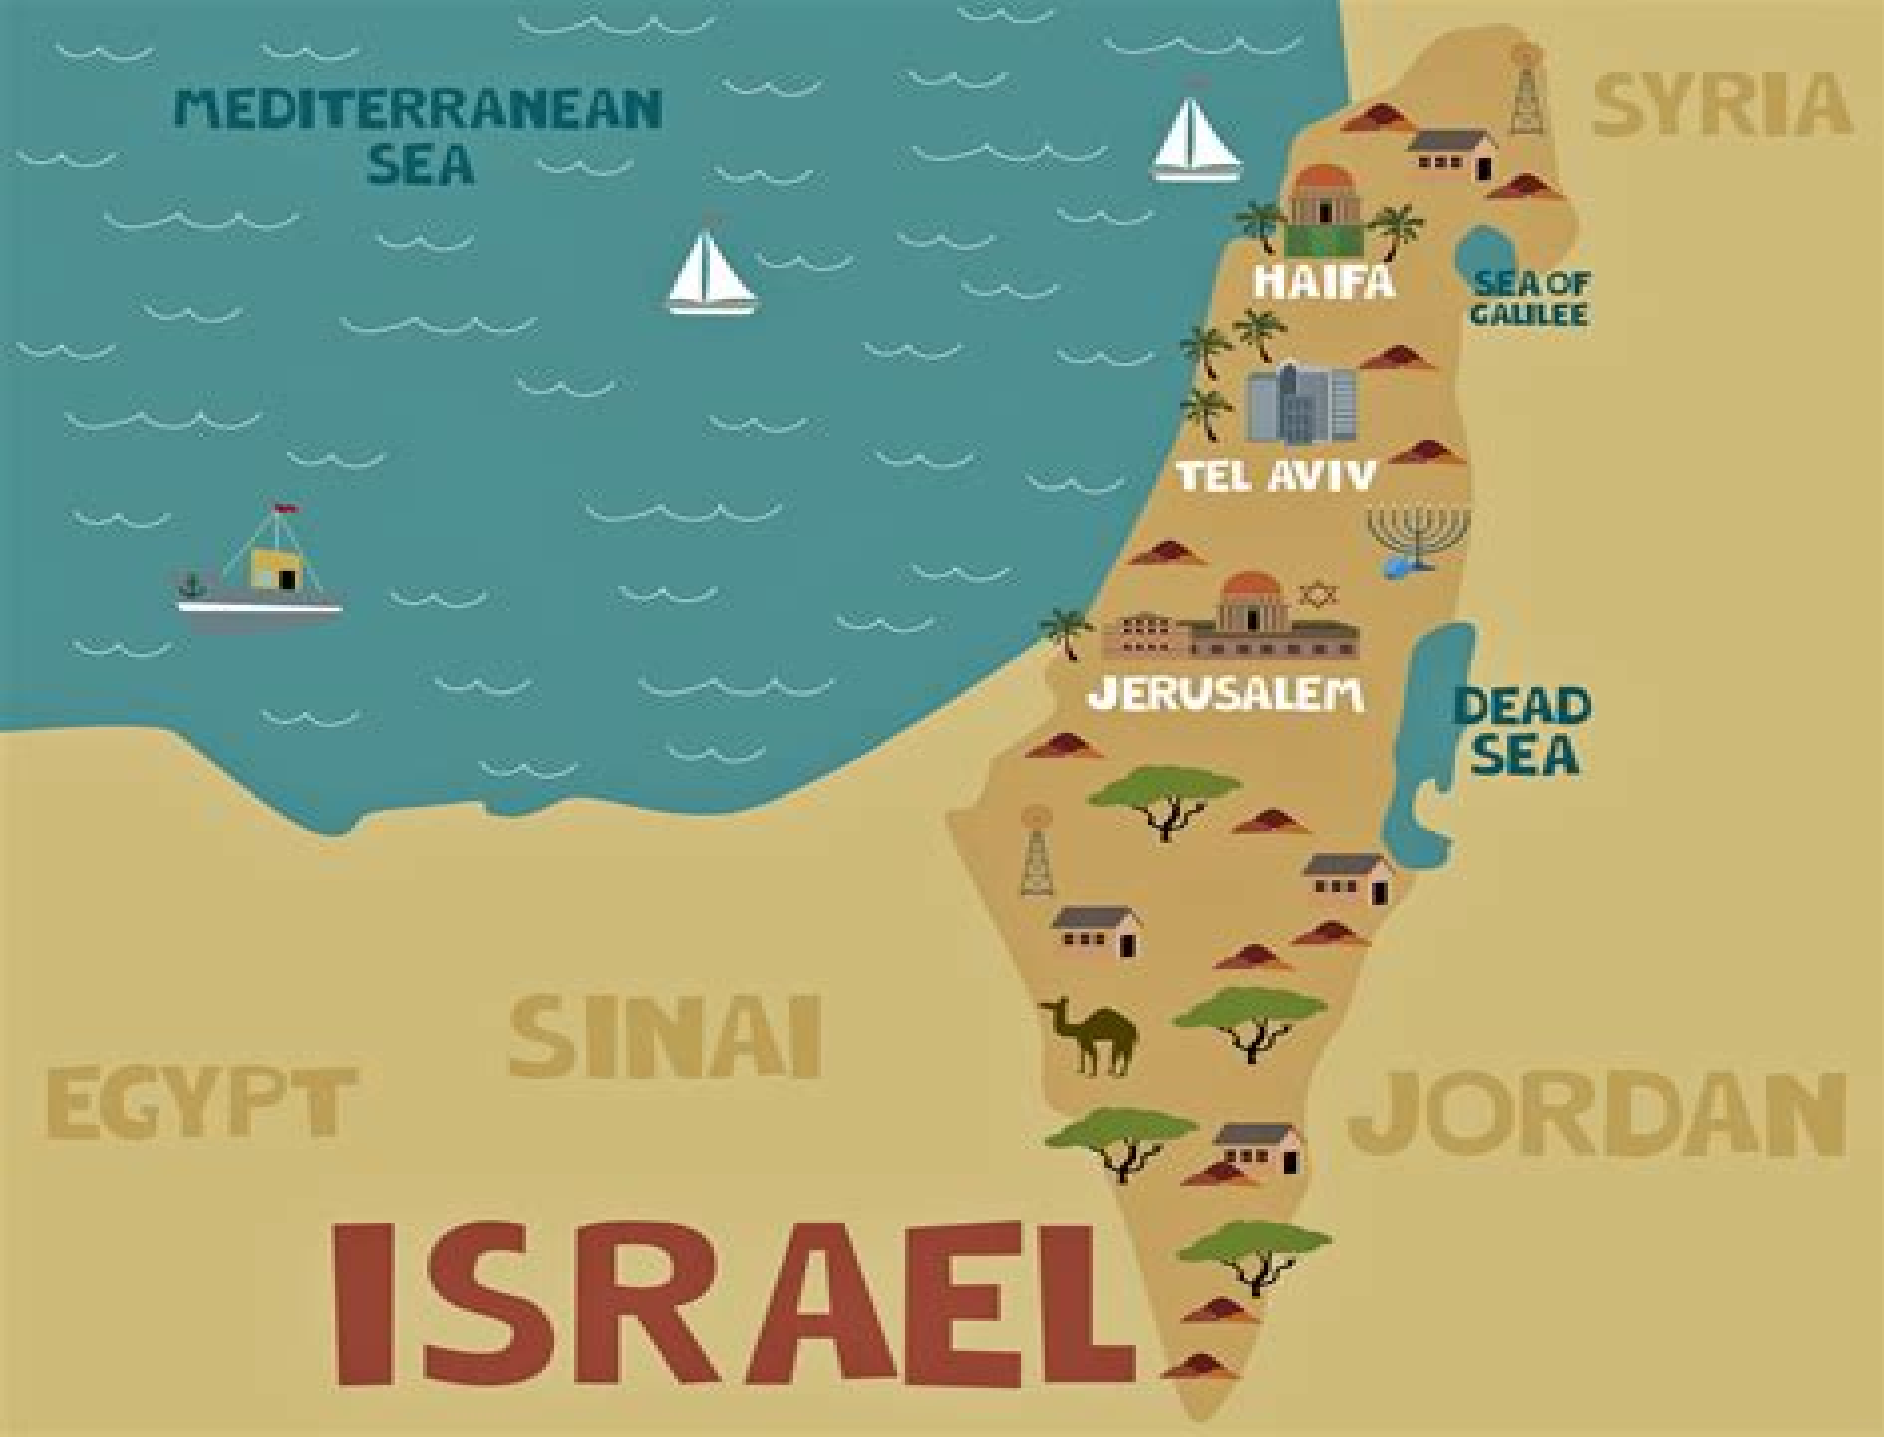 SYRIA
MEDITERRANEAN
SEA
HAIFA
SEA OF
GALILEE
TEL AVIV
JERUSALEM
DEAD
SEA
SINAI
EGYPT
JORDAN
ISRAEL